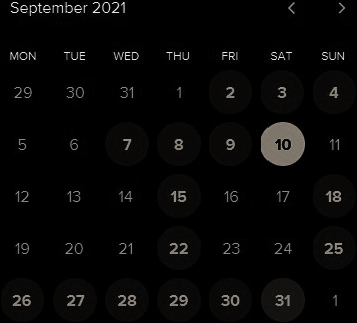 September 2021
MON TUE WED THU FRI SAT SUN
29 30 31 1 2 3 4
5 6 7 8 9 10 11
12 13 14 15 16 17 18
19 20 21 22 23 24 25
26 27 28 29 30 31 1